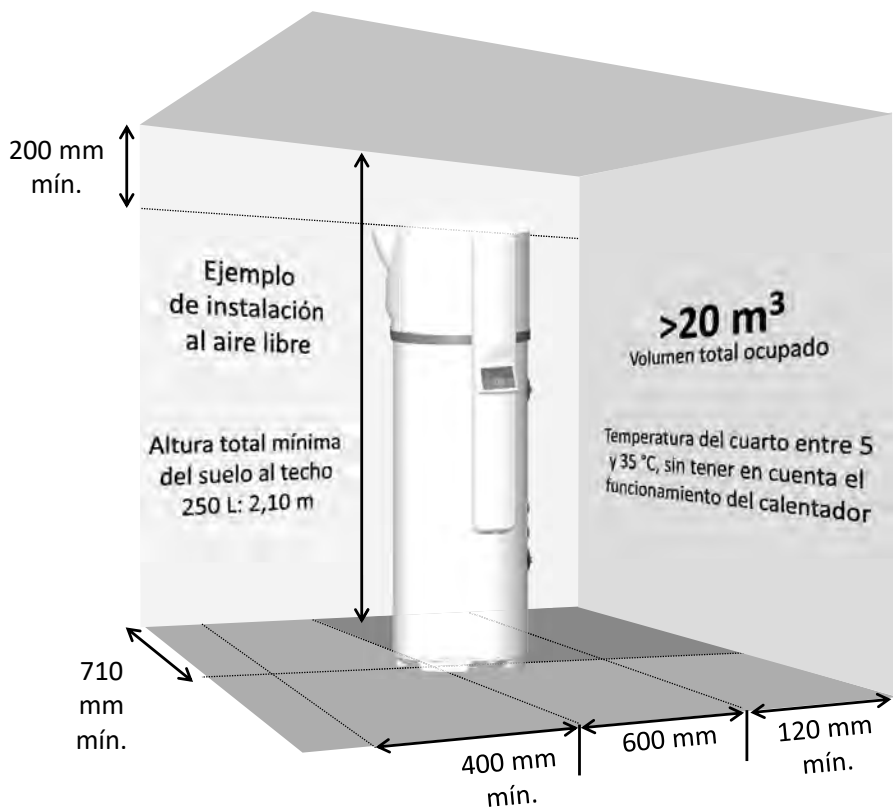 200 mm
mín.
Ejemplo
de instalación
al aire libre
Altura total mínima
del suelo al techo
250 L: 2,10 m
>20 m³
Volumen total ocupado
Temperatura del cuarto entre 5
y 35 °C, sin tener en cuenta el
funcionamiento del calentador
710
mm
mín.
400 mm
mín.
600 mm
120 mm
mín.